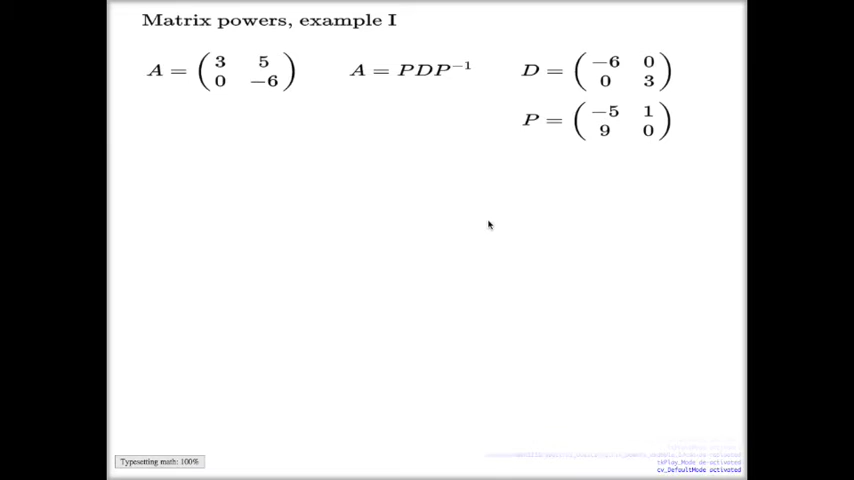 Matrix powers, example I
A = ( 3 5 ; 0 −6 )   A = PDP⁻¹   D = ( −6 0 ; 0 3 )
P = ( −5 1 ; 9 0 )
tkPlay_Mode de-activated
Typesetting math: 100%
cv_DefaultMode activated